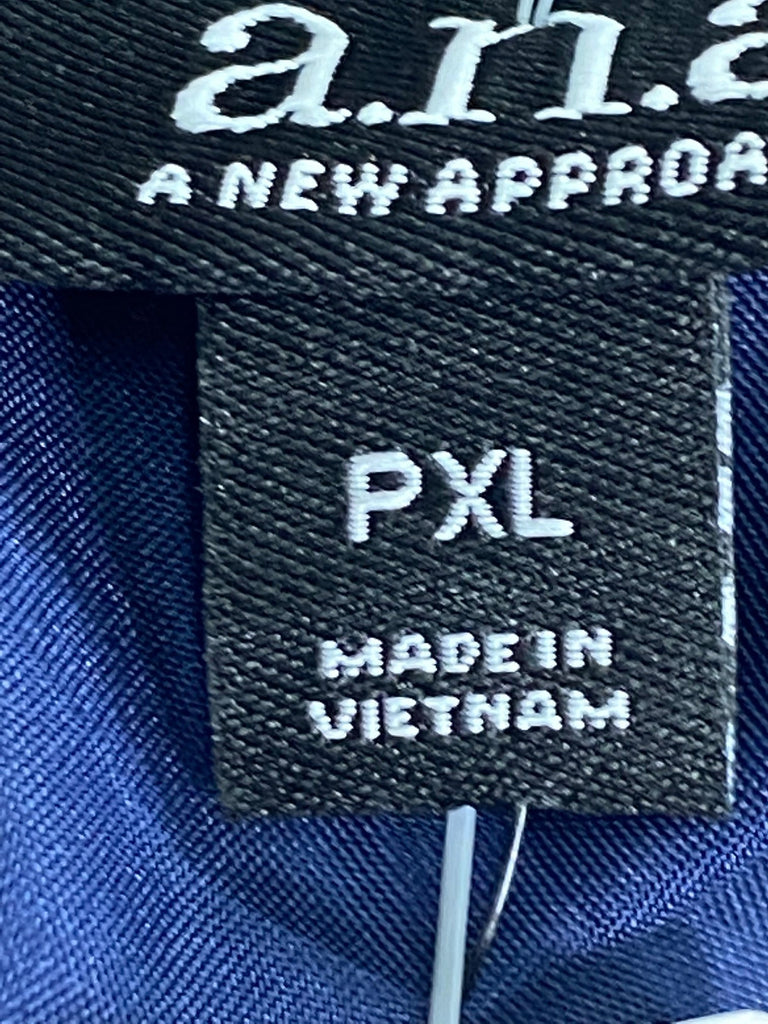 a.n.a
A NEW APPROA
PXL
MADE IN
VIETNAM